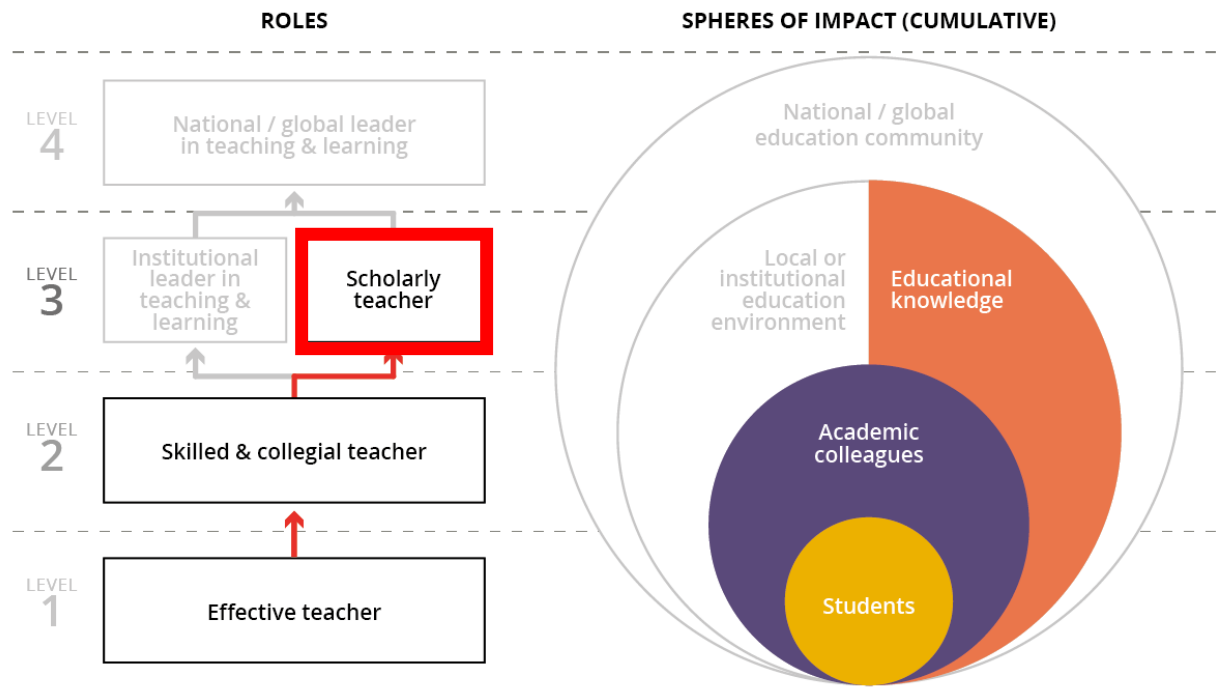 ROLES
SPHERES OF IMPACT (CUMULATIVE)
LEVEL
4
National / global leader
in teaching & learning
National / global
education community
LEVEL
3
Institutional
leader in
teaching &
learning
Scholarly
teacher
Local or
institutional
education
environment
Educational
knowledge
LEVEL
2
Skilled & collegial teacher
Academic
colleagues
LEVEL
1
Effective teacher
Students